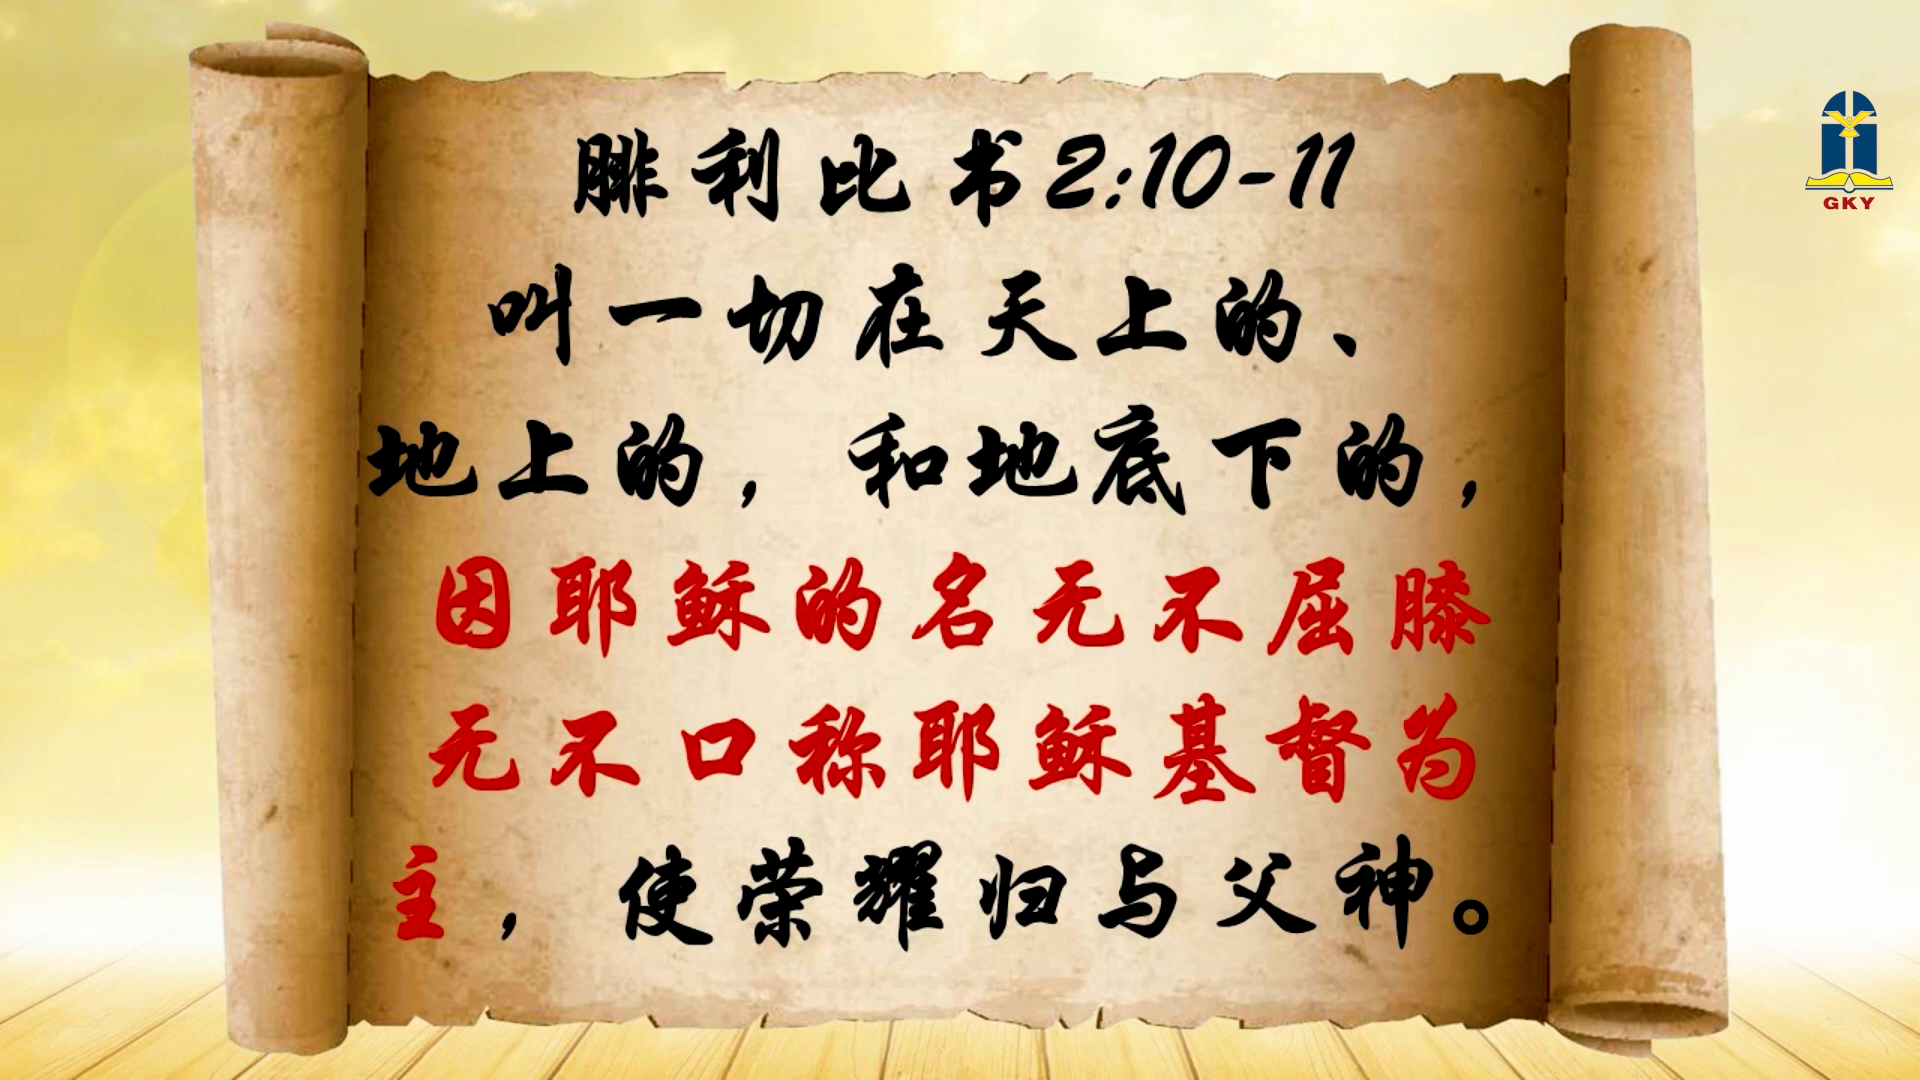 腓利比书2:10-11
叫一切在天上的、
地上的，和地底下的，
因耶稣的名无不屈膝
无不口称耶稣基督为
主，使荣耀归与父神。
GKY